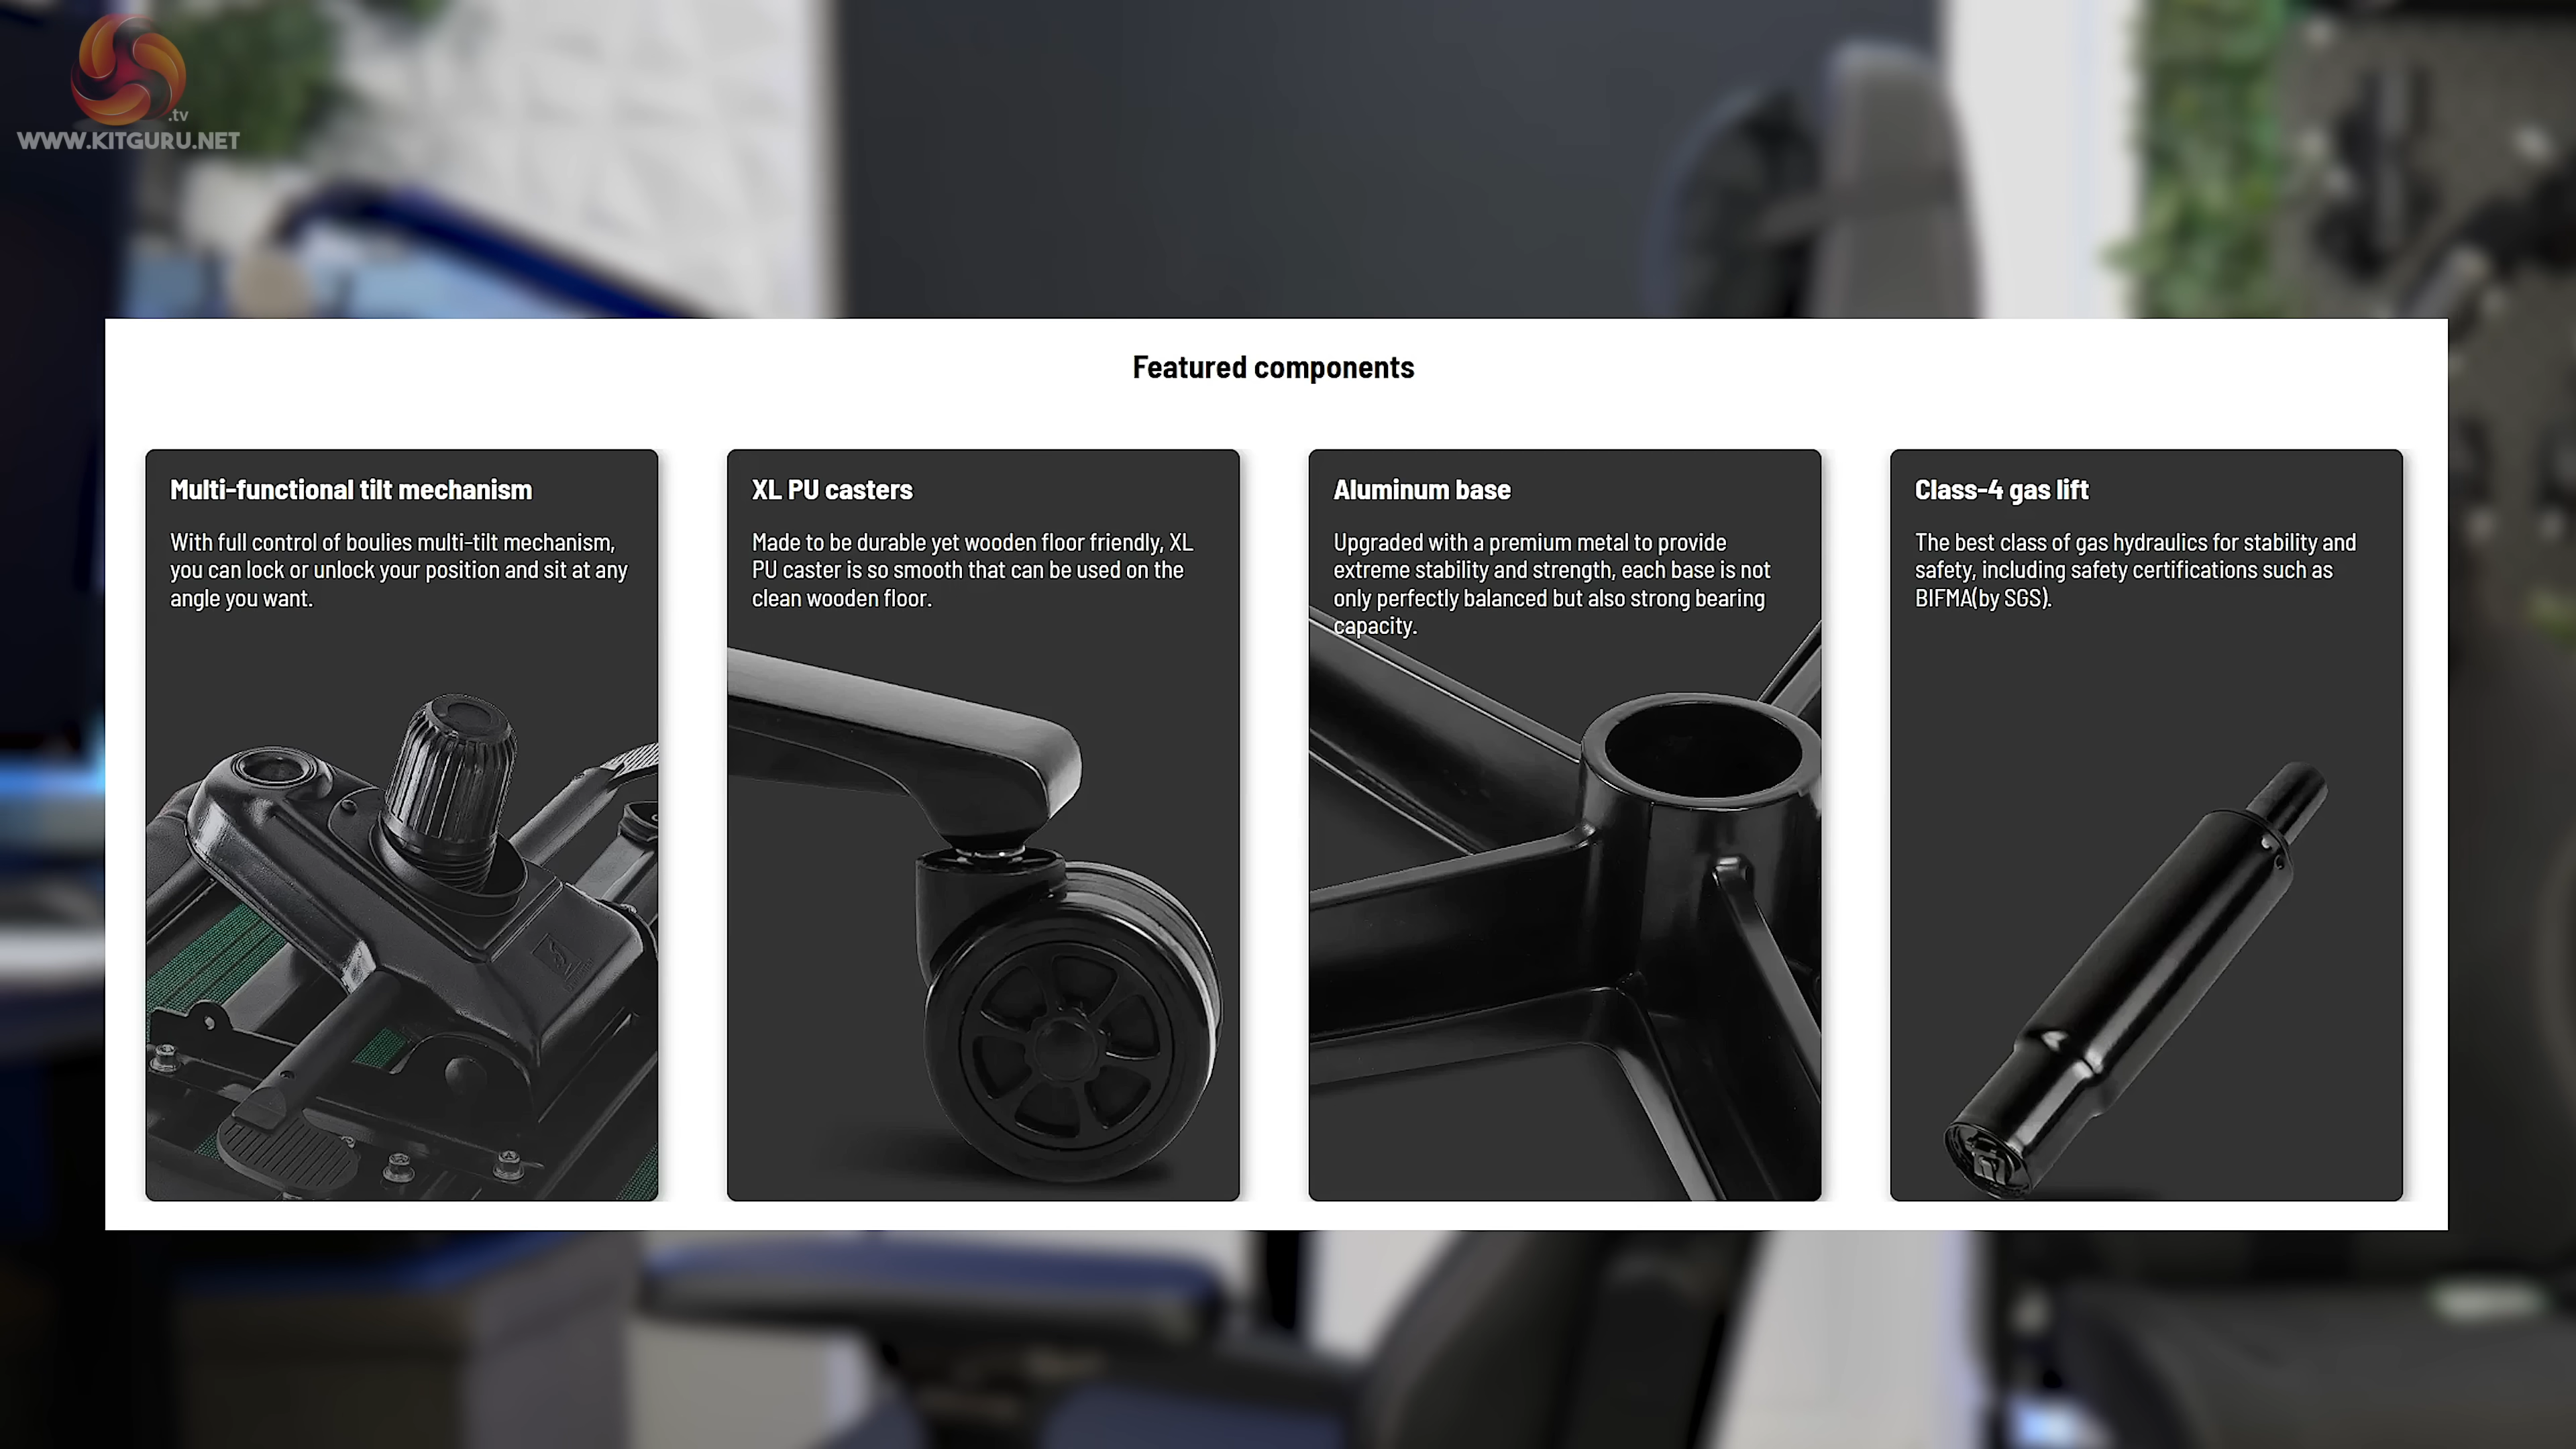 .tv
WWW.KITGURU.NET
Featured components
Multi-functional tilt mechanism
With full control of boulies multi-tilt mechanism,
you can lock or unlock your position and sit at any
angle you want.
XL PU casters
Made to be durable yet wooden floor friendly, XL
PU caster is so smooth that can be used on the
clean wooden floor.
Aluminum base
Upgraded with a premium metal to provide
extreme stability and strength, each base is not
only perfectly balanced but also strong bearing
capacity.
Class-4 gas lift
The best class of gas hydraulics for stability and
safety, including safety certifications such as
BIFMA(by SGS).